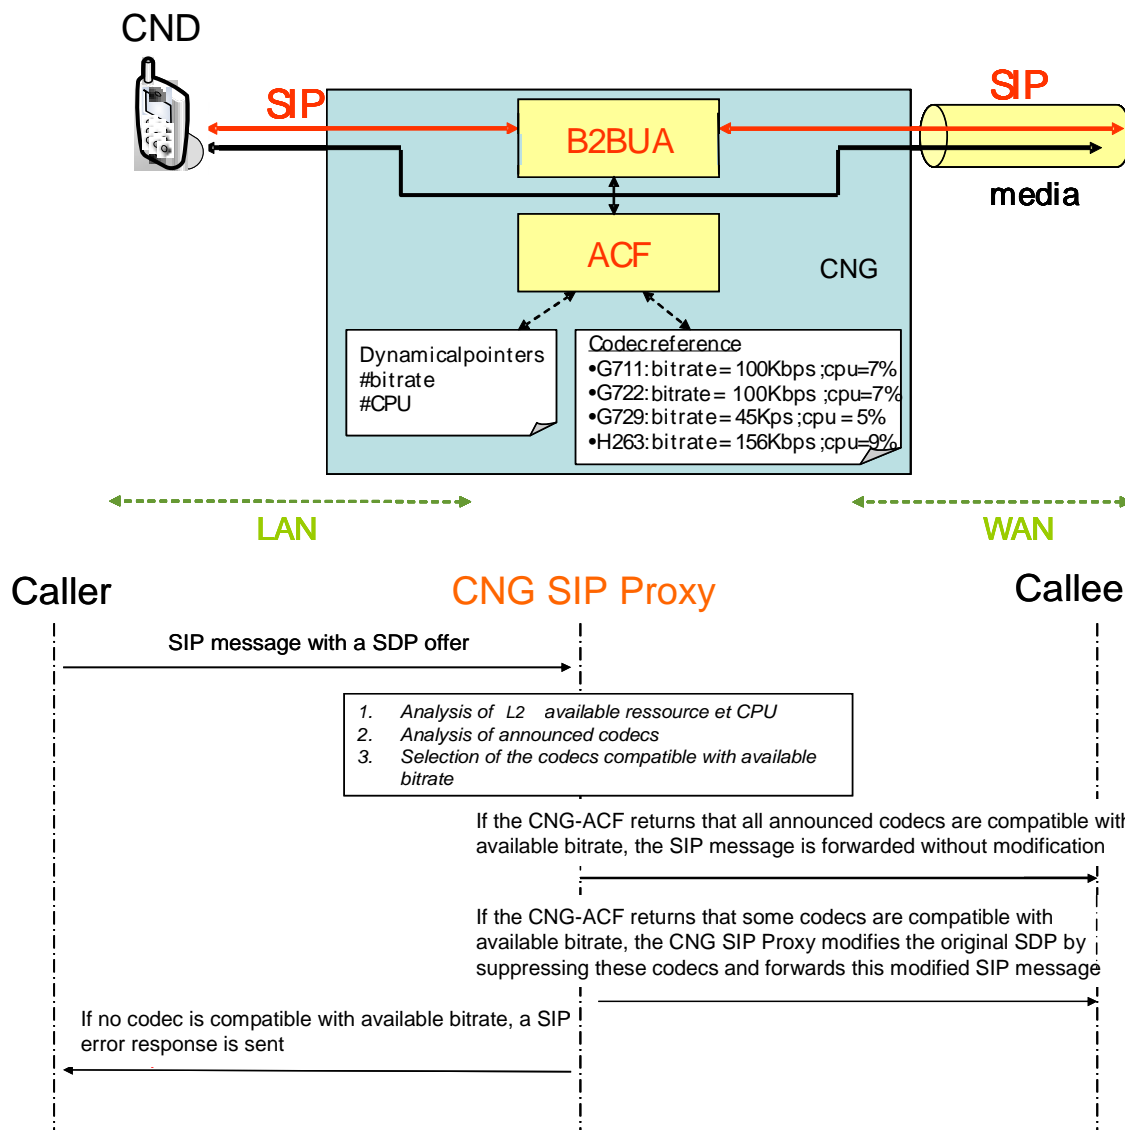 CND
SIP
SIP
B2BUA
media
ACF
CNG
Dynamicalpointers
#bitrate
#CPU
Codecreference
•G711: bitrate= 100Kbps ;cpu=7%
•G722: bitrate= 100Kbps ;cpu=7%
•G729: bitrate= 45Kps ;cpu = 5%
•H263: bitrate= 156Kbps ;cpu=9%
LAN
WAN
Caller
CNG SIP Proxy
Callee
SIP message with a SDP offer
1. Analysis of L2 available ressource et CPU
2. Analysis of announced codecs
3. Selection of the codecs compatible with available
bitrate
If the CNG-ACF returns that all announced codecs are compatible with
available bitrate, the SIP message is forwarded without modification
If the CNG-ACF returns that some codecs are compatible with
available bitrate, the CNG SIP Proxy modifies the original SDP by
suppressing these codecs and forwards this modified SIP message
If no codec is compatible with available bitrate, a SIP
error response is sent